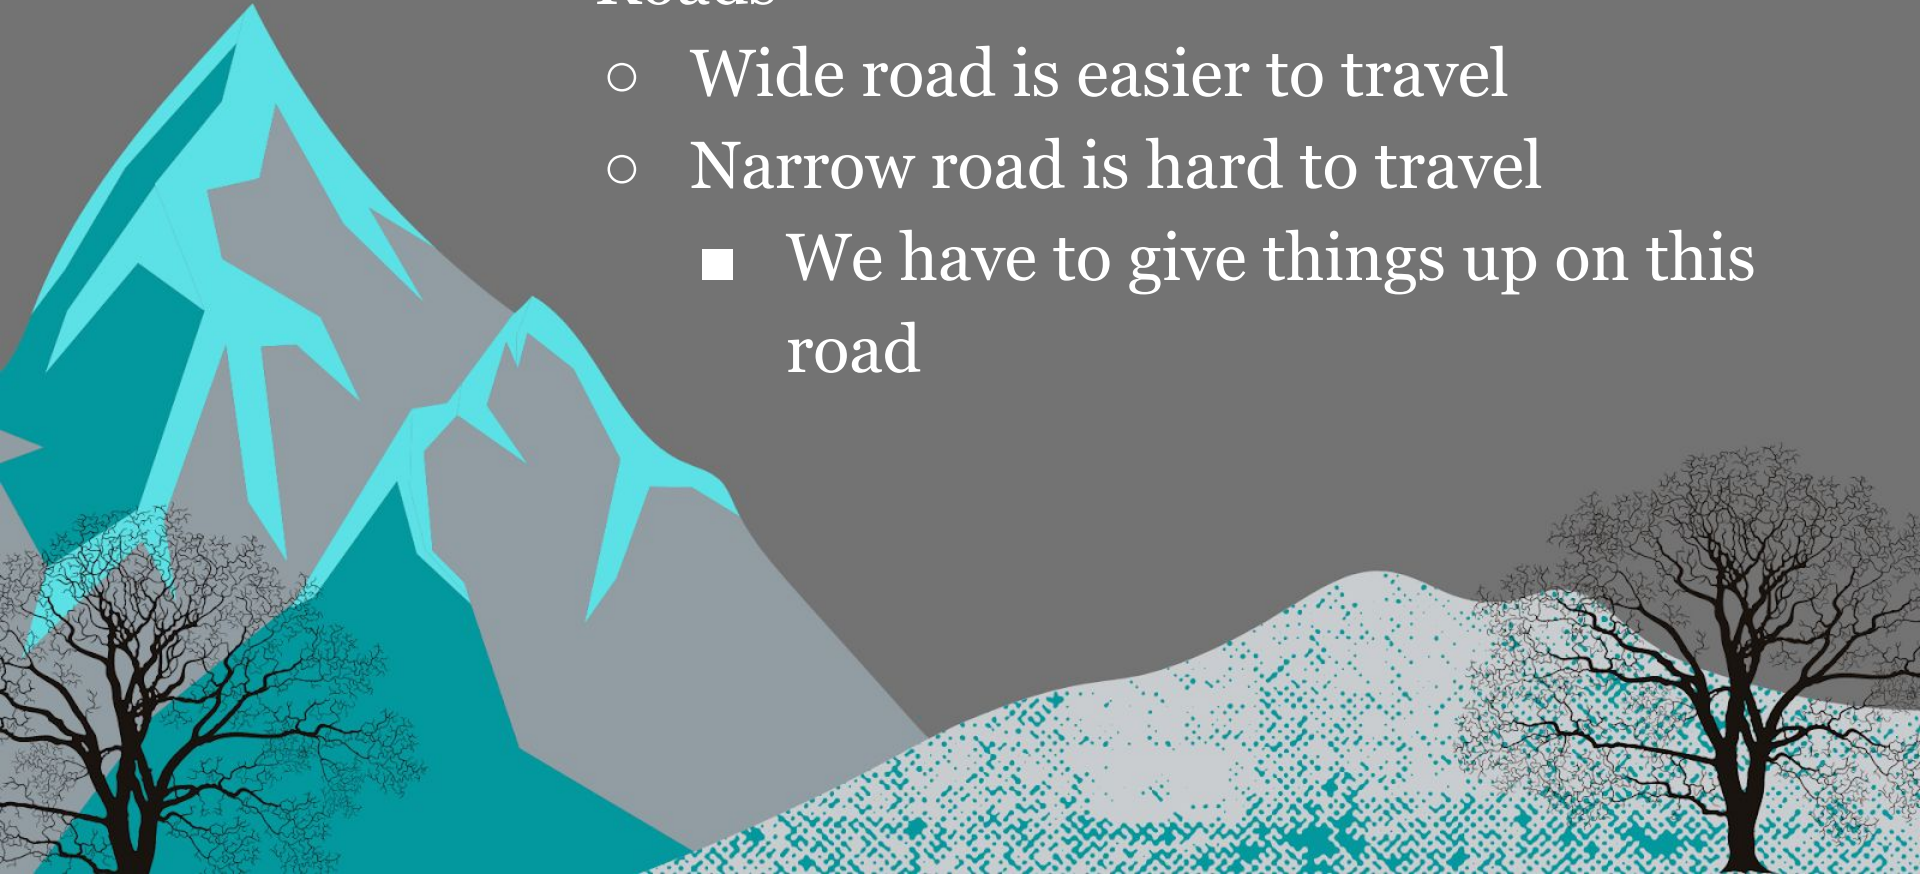 Roads
○ Wide road is easier to travel
○ Narrow road is hard to travel
■ We have to give things up on this
road